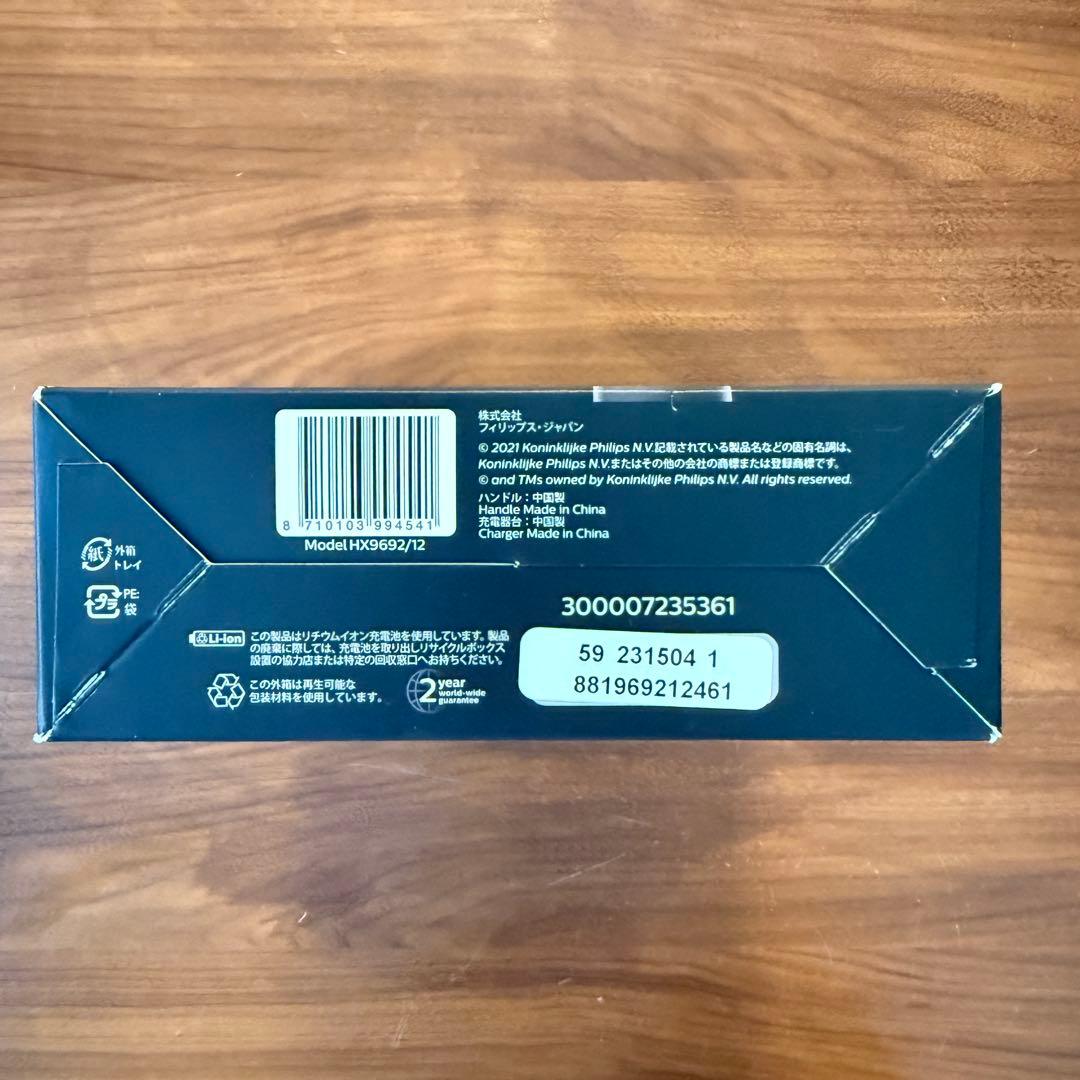 8 710103 994541
Model HX9692/12
株式会社
フィリップス・ジャパン
© 2021 Koninklijke Philips N.V.記載されている製品名などの固有名詞は、
Koninklijke Philips N.V.またはその他の会社の商標または登録商標です。
© and TMs owned by Koninklijke Philips N.V. All rights reserved.
ハンドル：中国製
Handle Made in China
充電器台：中国製
Charger Made in China
紙 外箱
トレイ
プラ PE:
袋
Li-Ion この製品はリチウムイオン充電池を使用しています。製品
の廃棄に際しては、充電池を取り出しリサイクルボックス
設置の協力店または特定の回収窓口へお持ちください。
この外箱は再生可能な
包装材料を使用しています。
2 year
world-wide
guarantee
300007235361
59 231504 1
881969212461